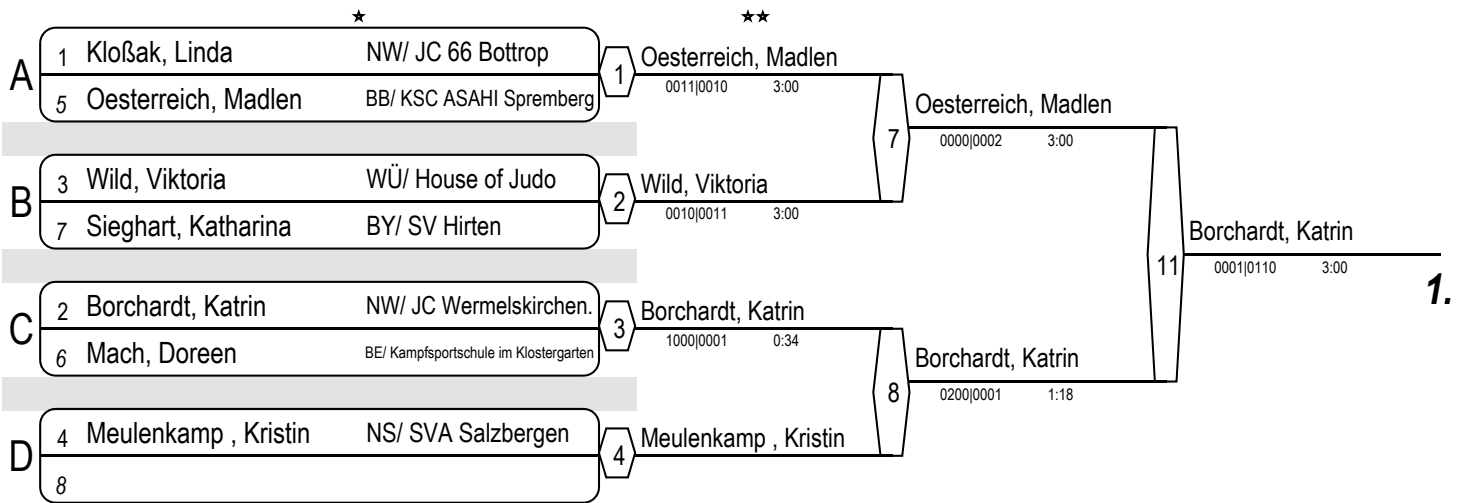 ★ ★★
A
1 Kloßak, Linda NW/ JC 66 Bottrop
5 Oesterreich, Madlen BB/ KSC ASAHI Spremberg
1
Oesterreich, Madlen
0011|0010 3:00
B
3 Wild, Viktoria WÜ/ House of Judo
7 Sieghart, Katharina BY/ SV Hirten
2
Wild, Viktoria
0010|0011 3:00
7
Oesterreich, Madlen
0000|0002 3:00
C
2 Borchardt, Katrin NW/ JC Wermelskirchen.
6 Mach, Doreen BE/ Kampfsportschule im Klostergarten
3
Borchardt, Katrin
1000|0001 0:34
D
4 Meulenkamp , Kristin NS/ SVA Salzbergen
8
4
Meulenkamp , Kristin
8
Borchardt, Katrin
0200|0001 1:18
11
Borchardt, Katrin
0001|0110 3:00
1.